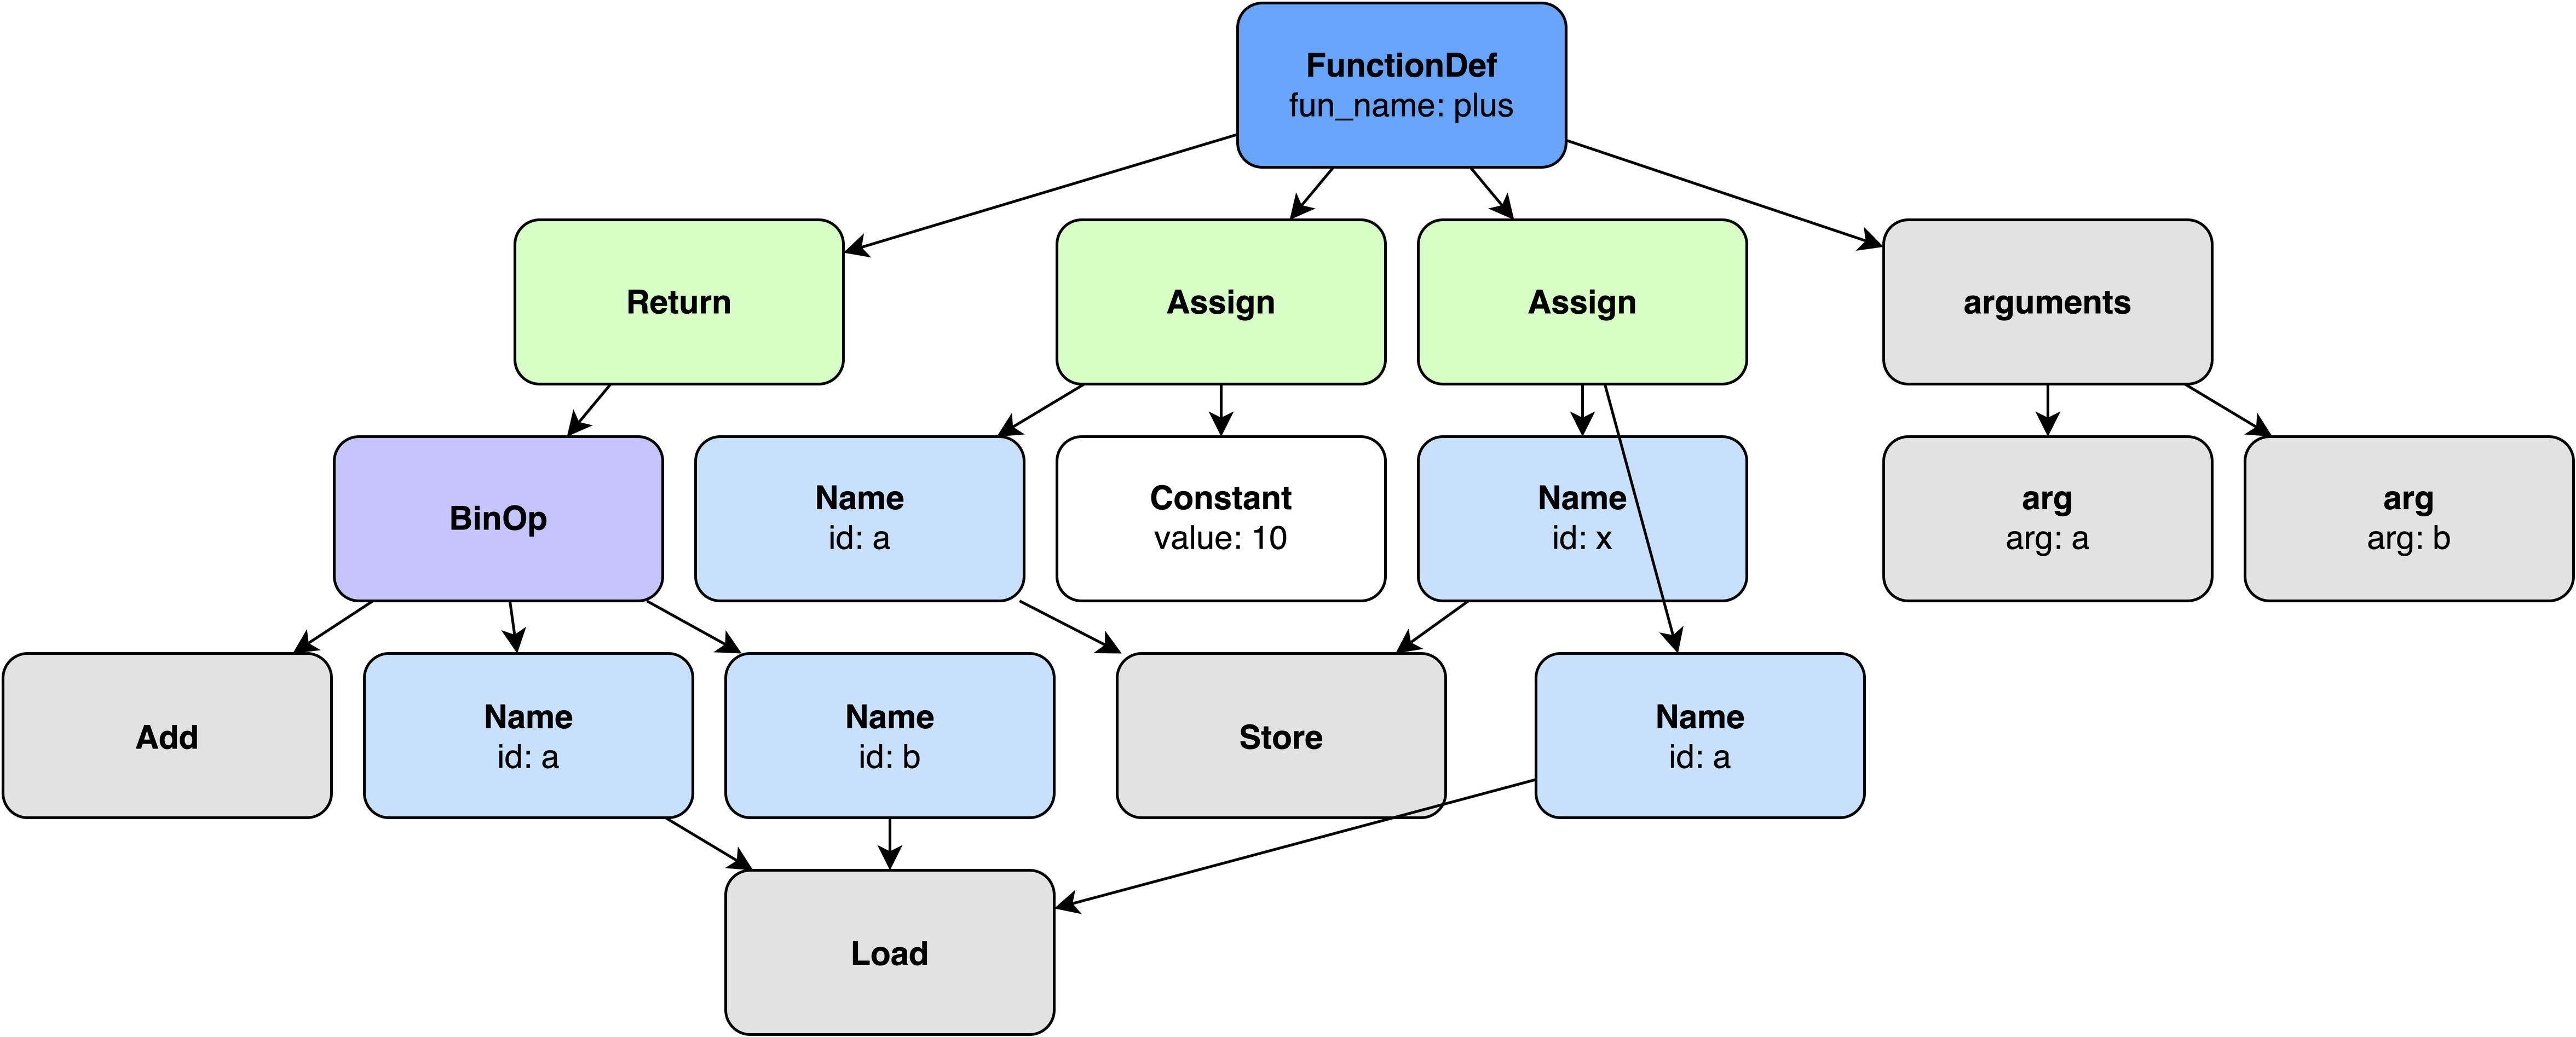 FunctionDef
fun_name: plus
Return
Assign
Assign
arguments
BinOp
Name
id: a
Constant
value: 10
Name
id: x
arg
arg: a
arg
arg: b
Add
Name
id: a
Name
id: b
Store
Name
id: a
Load